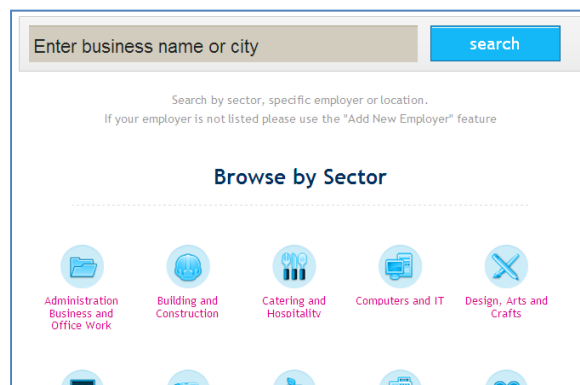 Enter business name or city
search
Search by sector, specific employer or location.
If your employer is not listed please use the "Add New Employer" feature
Browse by Sector
Administration
Business and
Office Work
Building and
Construction
Catering and
Hospitality
Computers and IT
Design, Arts and
Crafts